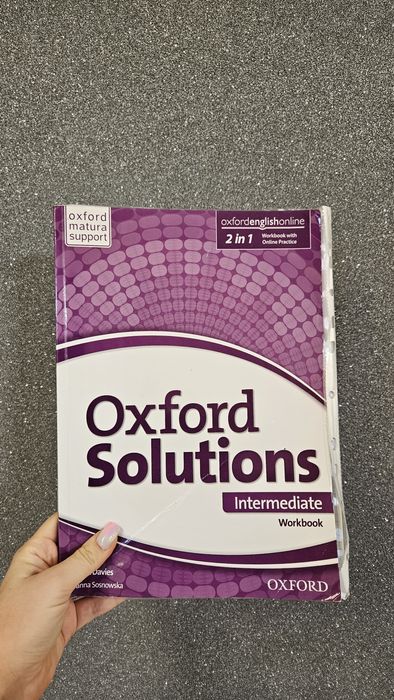 oxford
matura
support
oxfordenglishonline
2 in 1 Workbook with
Online Practice
Oxford
Solutions
Intermediate
Workbook
Davies
Sosnowska
OXFORD